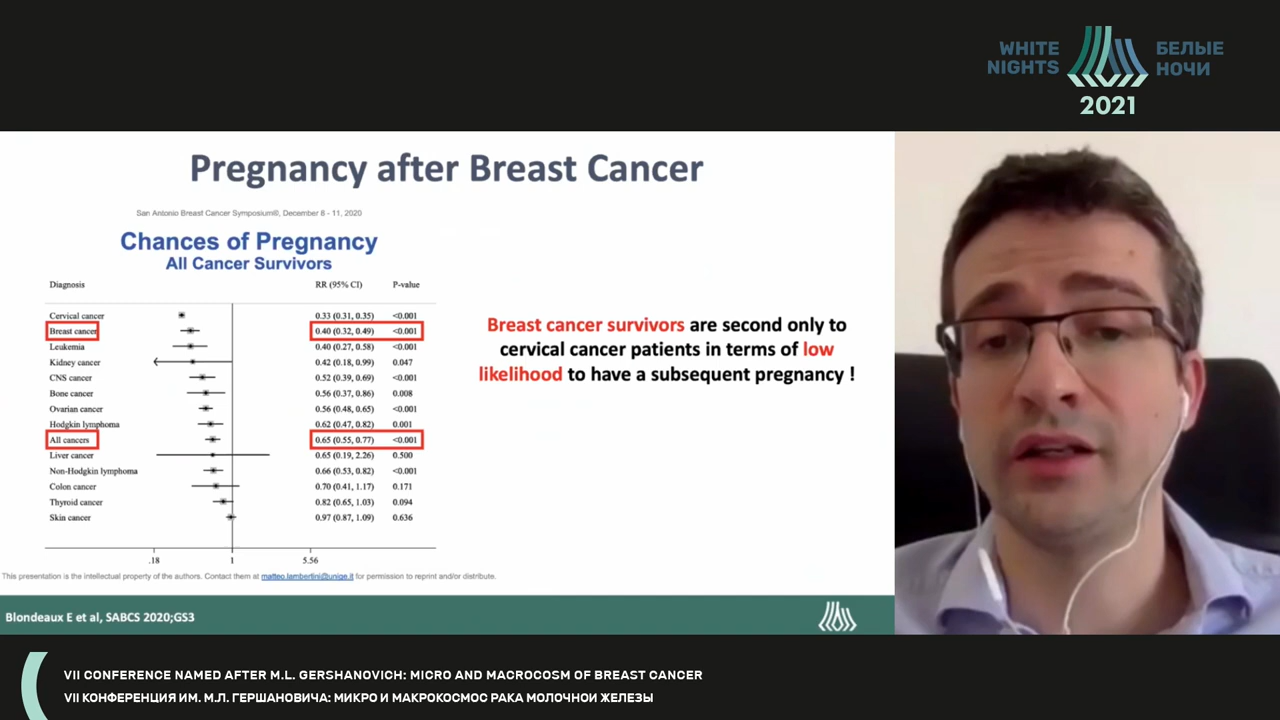 WHITE NIGHTS
БЕЛЫЕ НОЧИ
2021
Pregnancy after Breast Cancer
San Antonio Breast Cancer Symposium®, December 8 - 11, 2020
Chances of Pregnancy
All Cancer Survivors
Diagnosis RR (95% CI) P-value
Cervical cancer 0.33 (0.31, 0.35) <0.001
Breast cancer 0.40 (0.32, 0.49) <0.001
Leukemia 0.40 (0.27, 0.58) <0.001
Kidney cancer 0.42 (0.18, 0.99) 0.047
CNS cancer 0.52 (0.39, 0.69) <0.001
Bone cancer 0.56 (0.37, 0.86) 0.008
Ovarian cancer 0.56 (0.48, 0.65) <0.001
Hodgkin lymphoma 0.62 (0.47, 0.82) 0.001
All cancers 0.65 (0.55, 0.77) <0.001
Liver cancer 0.65 (0.19, 2.26) 0.500
Non-Hodgkin lymphoma 0.66 (0.53, 0.82) <0.001
Colon cancer 0.70 (0.41, 1.17) 0.171
Thyroid cancer 0.82 (0.65, 1.03) 0.094
Skin cancer 0.97 (0.87, 1.09) 0.636
.18 1 5.56
Breast cancer survivors are second only to
cervical cancer patients in terms of low
likelihood to have a subsequent pregnancy !
This presentation is the intellectual property of the authors. Contact them at matteo.lambertini@unige.it for permission to reprint and/or distribute.
Blondeaux E et al, SABCS 2020;GS3
VII CONFERENCE NAMED AFTER M.L. GERSHANOVICH: MICRO AND MACROCOSM OF BREAST CANCER
VII КОНФЕРЕНЦИЯ ИМ. М.Л. ГЕРШАНОВИЧА: МИКРО И МАКРОКОСМОС РАКА МОЛОЧНОЙ ЖЕЛЕЗЫ